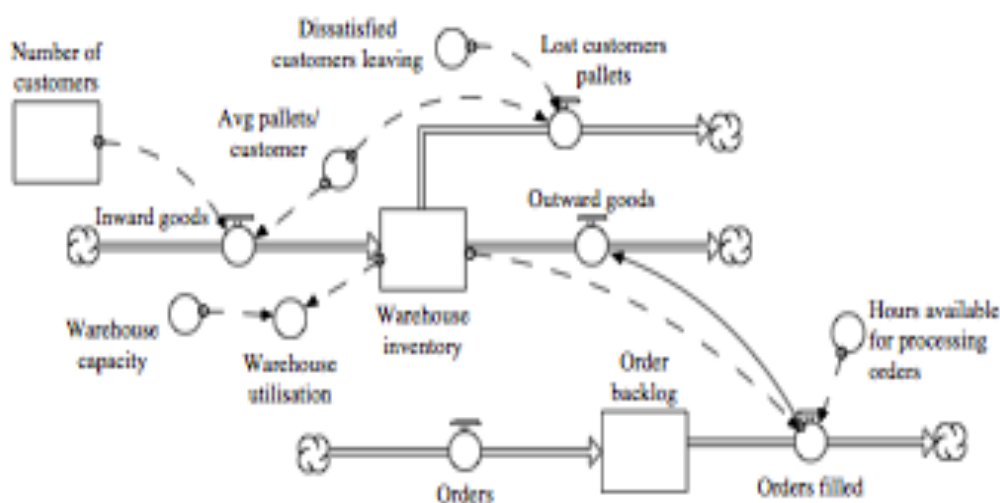 Number of
customers
Dissatisfied
customers leaving
Lost customers
pallets
Avg pallets/
customer
Inward goods
Outward goods
Warehouse
capacity
Warehouse
utilisation
Warehouse
inventory
Order
backlog
Hours available
for processing
orders
Orders
Orders filled